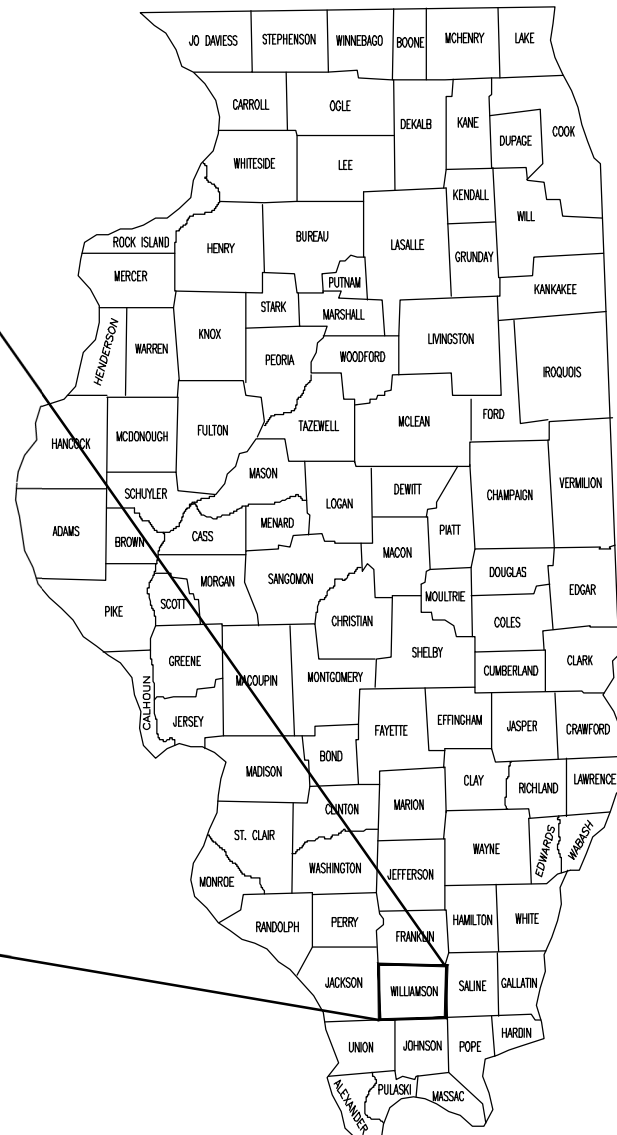 JO DAVIESS
STEPHENSON
WINNEBAGO
BOONE
MCHENRY
LAKE
CARROLL
OGLE
DEKALB
KANE
DUPAGE
COOK
WHITESIDE
LEE
KENDALL
WILL
ROCK ISLAND
HENRY
BUREAU
LASALLE
GRUNDAY
MERCER
PUTNAM
KANKAKEE
STARK
MARSHALL
HENDERSON
WARREN
KNOX
PEORIA
WOODFORD
LIVINGSTON
IROQUOIS
HANCOCK
MCDONOUGH
FULTON
TAZEWELL
MCLEAN
FORD
MASON
SCHUYLER
LOGAN
DEWITT
CHAMPAIGN
VERMILION
ADAMS
BROWN
CASS
MENARD
PIATT
MACON
PIKE
SCOTT
MORGAN
SANGOMON
CHRISTIAN
MOULTRIE
DOUGLAS
EDGAR
COLES
GREENE
MACOUPIN
MONTGOMERY
SHELBY
CUMBERLAND
CLARK
CALHOUN
JERSEY
FAYETTE
EFFINGHAM
JASPER
CRAWFORD
MADISON
BOND
CLAY
RICHLAND
LAWRENCE
CLINTON
MARION
ST. CLAIR
WAYNE
EDWARDS
WABASH
WASHINGTON
JEFFERSON
MONROE
RANDOLPH
PERRY
FRANKLIN
HAMILTON
WHITE
JACKSON
WILLIAMSON
SALINE
GALLATIN
UNION
JOHNSON
POPE
HARDIN
ALEXANDER
PULASKI
MASSAC